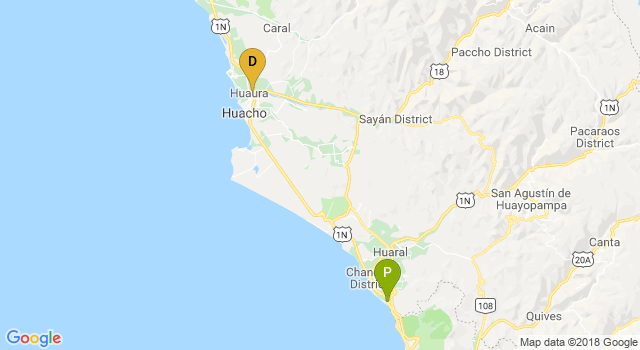 1N
Caral
Acain
Paccho District
D
18
Huaura
1N
Huacho
Sayán District
Pacaraos
District
1N
San Agustín de
Huayopampa
1N
Huaral
Canta
20A
P
District
108
Quives
Google
Map data ©2018 Google